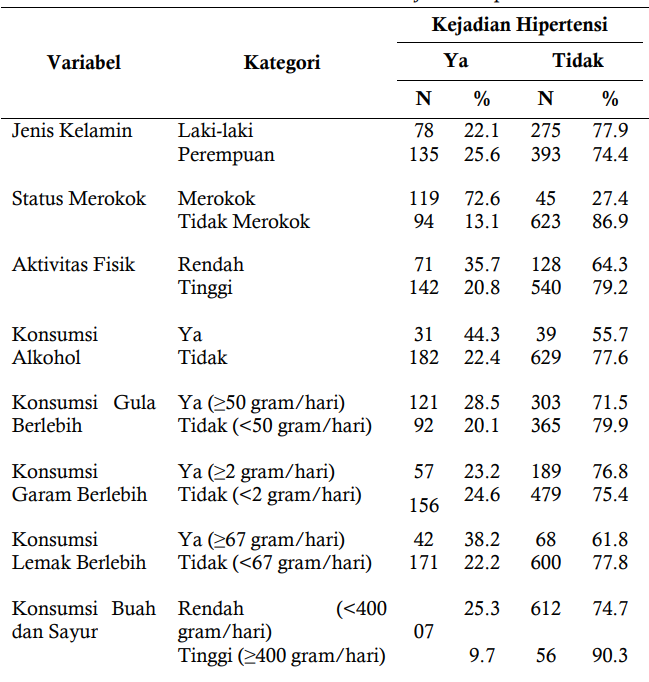 Kejadian Hipertensi
Variabel Kategori Ya Tidak
N % N %
Jenis Kelamin Laki-laki 78 22.1 275 77.9
Perempuan 135 25.6 393 74.4
Status Merokok Merokok 119 72.6 45 27.4
Tidak Merokok 94 13.1 623 86.9
Aktivitas Fisik Rendah 71 35.7 128 64.3
Tinggi 142 20.8 540 79.2
Konsumsi Ya 31 44.3 39 55.7
Alkohol Tidak 182 22.4 629 77.6
Konsumsi Gula Ya (≥50 gram/hari) 121 28.5 303 71.5
Berlebih Tidak (<50 gram/hari) 92 20.1 365 79.9
Konsumsi Ya (≥2 gram/hari) 57 23.2 189 76.8
Garam Berlebih Tidak (<2 gram/hari) 156 24.6 479 75.4
Konsumsi Ya (≥67 gram/hari) 42 38.2 68 61.8
Lemak Berlebih Tidak (<67 gram/hari) 171 22.2 600 77.8
Konsumsi Buah Rendah (<400 25.3 612 74.7
dan Sayur gram/hari) 07
Tinggi (≥400 gram/hari) 9.7 56 90.3